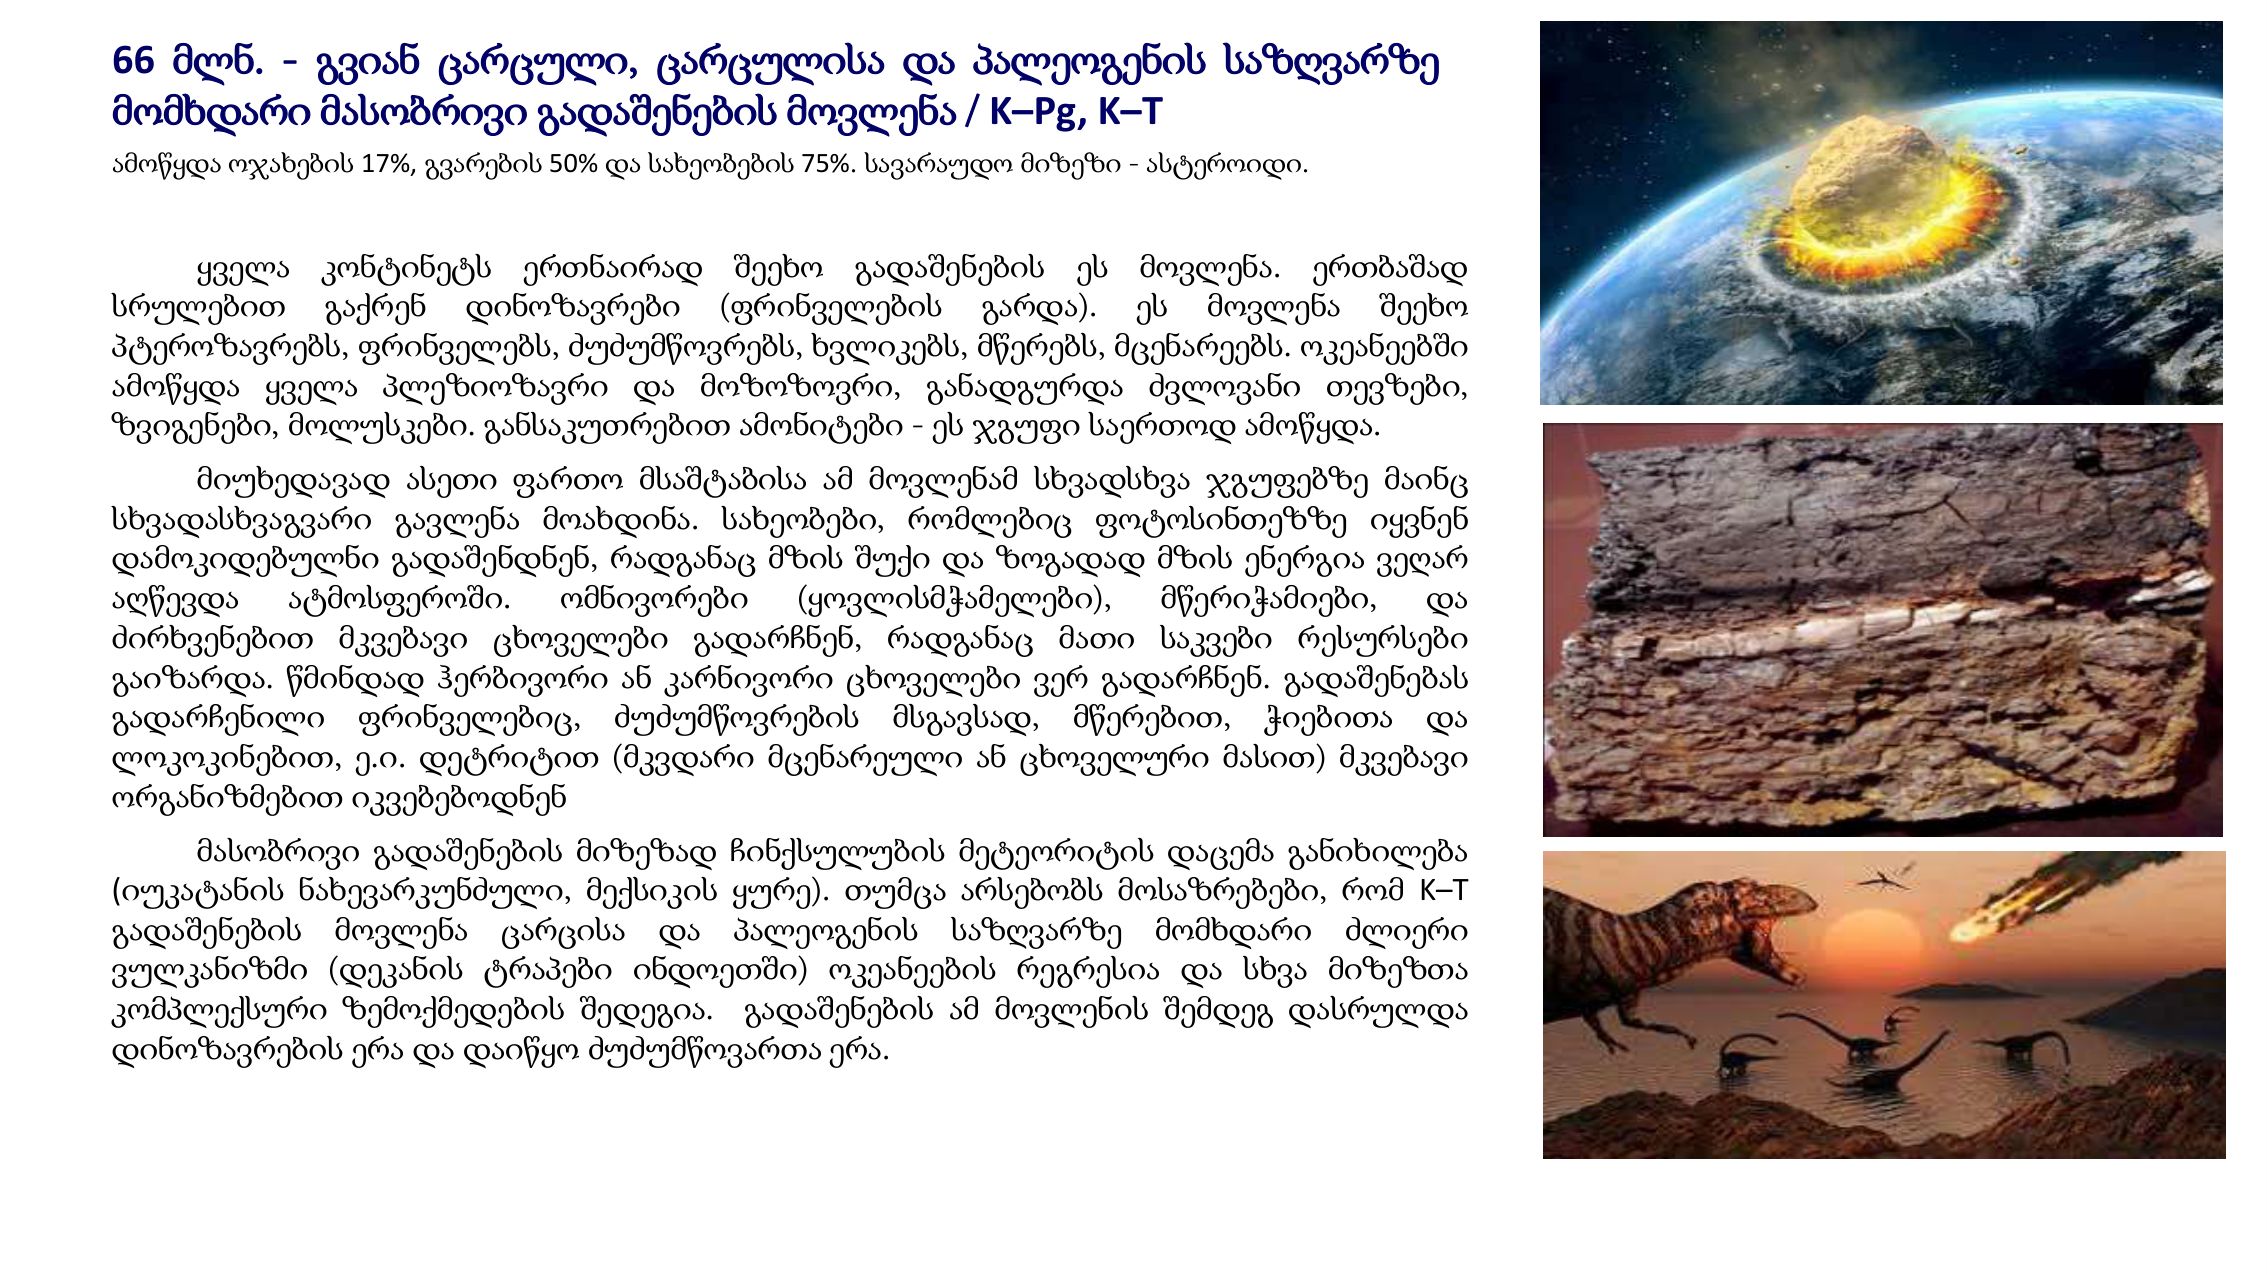 66 მლნ. - გვიან ცარცული, ცარცულისა და პალეოგენის საზღვარზე
მომხდარი მასობრივი გადაშენების მოვლენა / K–Pg, K–T
ამოწყდა ოჯახების 17%, გვარების 50% და სახეობების 75%. სავარაუდო მიზეზი - ასტეროიდი.
ყველა კონტინეტს ერთნაირად შეეხო გადაშენების ეს მოვლენა. ერთბაშად
სრულებით გაქრენ დინოზავრები (ფრინველების გარდა). ეს მოვლენა შეეხო
პტეროზავრებს, ფრინველებს, ძუძუმწოვრებს, ხვლიკებს, მწერებს, მცენარეებს. ოკეანეებში
ამოწყდა ყველა პლეზიოზავრი და მოზოზოვრი, განადგურდა ძვლოვანი თევზები,
ზვიგენები, მოლუსკები. განსაკუთრებით ამონიტები - ეს ჯგუფი საერთოდ ამოწყდა.
მიუხედავად ასეთი ფართო მსაშტაბისა ამ მოვლენამ სხვადსხვა ჯგუფებზე მაინც
სხვადასხვაგვარი გავლენა მოახდინა. სახეობები, რომლებიც ფოტოსინთეზზე იყვნენ
დამოკიდებულნი გადაშენდნენ, რადგანაც მზის შუქი და ზოგადად მზის ენერგია ვეღარ
აღწევდა ატმოსფეროში. ომნივორები (ყოვლისმჭამელები), მწერიჭამიები, და
ძირხვენებით მკვებავი ცხოველები გადარჩნენ, რადგანაც მათი საკვები რესურსები
გაიზარდა. წმინდად ჰერბივორი ან კარნივორი ცხოველები ვერ გადარჩნენ. გადაშენებას
გადარჩენილი ფრინველებიც, ძუძუმწოვრების მსგავსად, მწერებით, ჭიებითა და
ლოკოკინებით, ე.ი. დეტრიტით (მკვდარი მცენარეული ან ცხოველური მასით) მკვებავი
ორგანიზმებით იკვებებოდნენ
მასობრივი გადაშენების მიზეზად ჩინქსულუბის მეტეორიტის დაცემა განიხილება
(იუკატანის ნახევარკუნძული, მექსიკის ყურე). თუმცა არსებობს მოსაზრებები, რომ K–T
გადაშენების მოვლენა ცარცისა და პალეოგენის საზღვარზე მომხდარი ძლიერი
ვულკანიზმი (დეკანის ტრაპები ინდოეთში) ოკეანეების რეგრესია და სხვა მიზეზთა
კომპლექსური ზემოქმედების შედეგია. გადაშენების ამ მოვლენის შემდეგ დასრულდა
დინოზავრების ერა და დაიწყო ძუძუმწოვართა ერა.